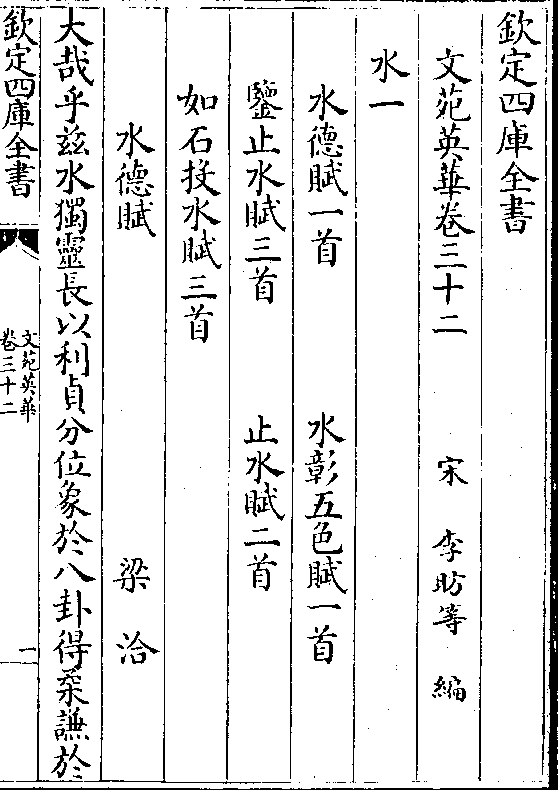 欽定四庫全書
文苑英華卷三十二　宋　李昉等　編
水一
水德賦一首　水彰五色賦一首
鑒止水賦三首　止水賦二首
如石投水賦三首
水德賦　梁洽
大哉乎兹水獨靈長以利貞分位象於八卦得柔謙於
欽定四庫全書
文苑英華
卷三十二
一